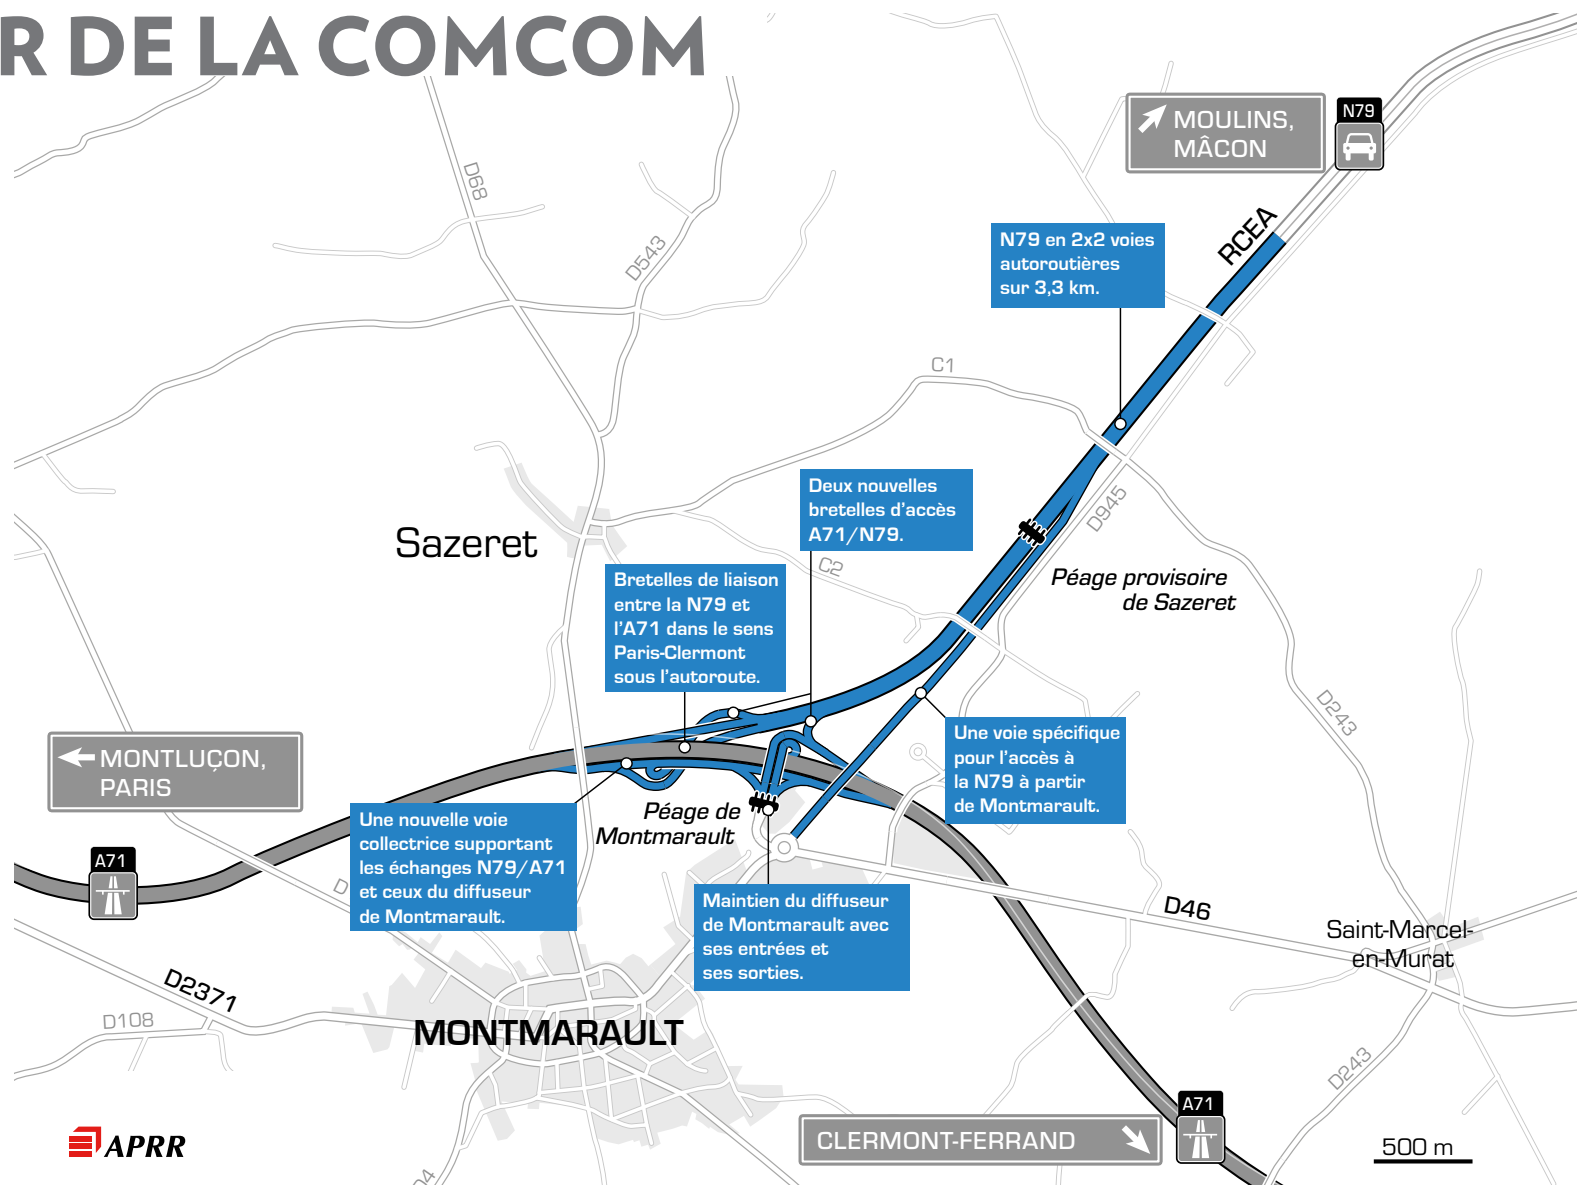 R DE LA COMCOM
N79
MOULINS,
MÂCON
D68
RCEA
N79 en 2x2 voies
autoroutières
sur 3,3 km.
D543
C1
Deux nouvelles
bretelles d'accès
A71/N79.
D945
Sazeret
C2
Péage provisoire
de Sazeret
Bretelles de liaison
entre la N79 et
l'A71 dans le sens
Paris-Clermont
sous l'autoroute.
D243
MONTLUÇON,
PARIS
Une voie spécifique
pour l'accès à
la N79 à partir
de Montmarault.
Péage de
Montmarault
Une nouvelle voie
collectrice supportant
les échanges N79/A71
et ceux du diffuseur
de Montmarault.
A71
D
Maintien du diffuseur
de Montmarault avec
ses entrées et
ses sorties.
D46
Saint-Marcel-
en-Murat
D2371
D108
MONTMARAULT
D243
A71
CLERMONT-FERRAND
APRR
500 m